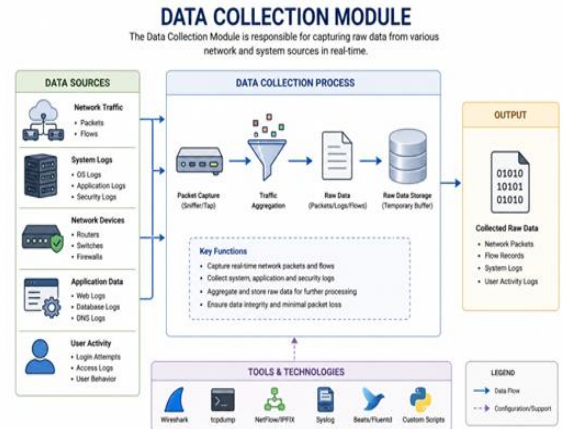 DATA COLLECTION MODULE
The Data Collection Module is responsible for capturing raw data from various
network and system sources in real-time.
DATA SOURCES
Network Traffic
• Packets
• Flows
System Logs
• OS Logs
• Application Logs
• Security Logs
Network Devices
• Routers
• Switches
• Firewalls
Application Data
• Web Logs
• Database Logs
• DNS Logs
User Activity
• Login Attempts
• Access Logs
• User Behavior
DATA COLLECTION PROCESS
Packet Capture
(Sniffer/Tap)
Traffic
Aggregation
Raw Data
(Packets/Logs/Flows)
Raw Data Storage
(Temporary Buffer)
Key Functions
• Capture real-time network packets and flows
• Collect system, application and security logs
• Aggregate and store raw data for further processing
• Ensure data integrity and minimal packet loss
OUTPUT
01010
10101
01010
Collected Raw Data
• Network Packets
• Flow Records
• System Logs
• User Activity Logs
TOOLS & TECHNOLOGIES
Wireshark
tcpdump
NetFlow/IPFIX
Syslog
Custom Scripts
LEGEND
Data Flow
Configuration/Support